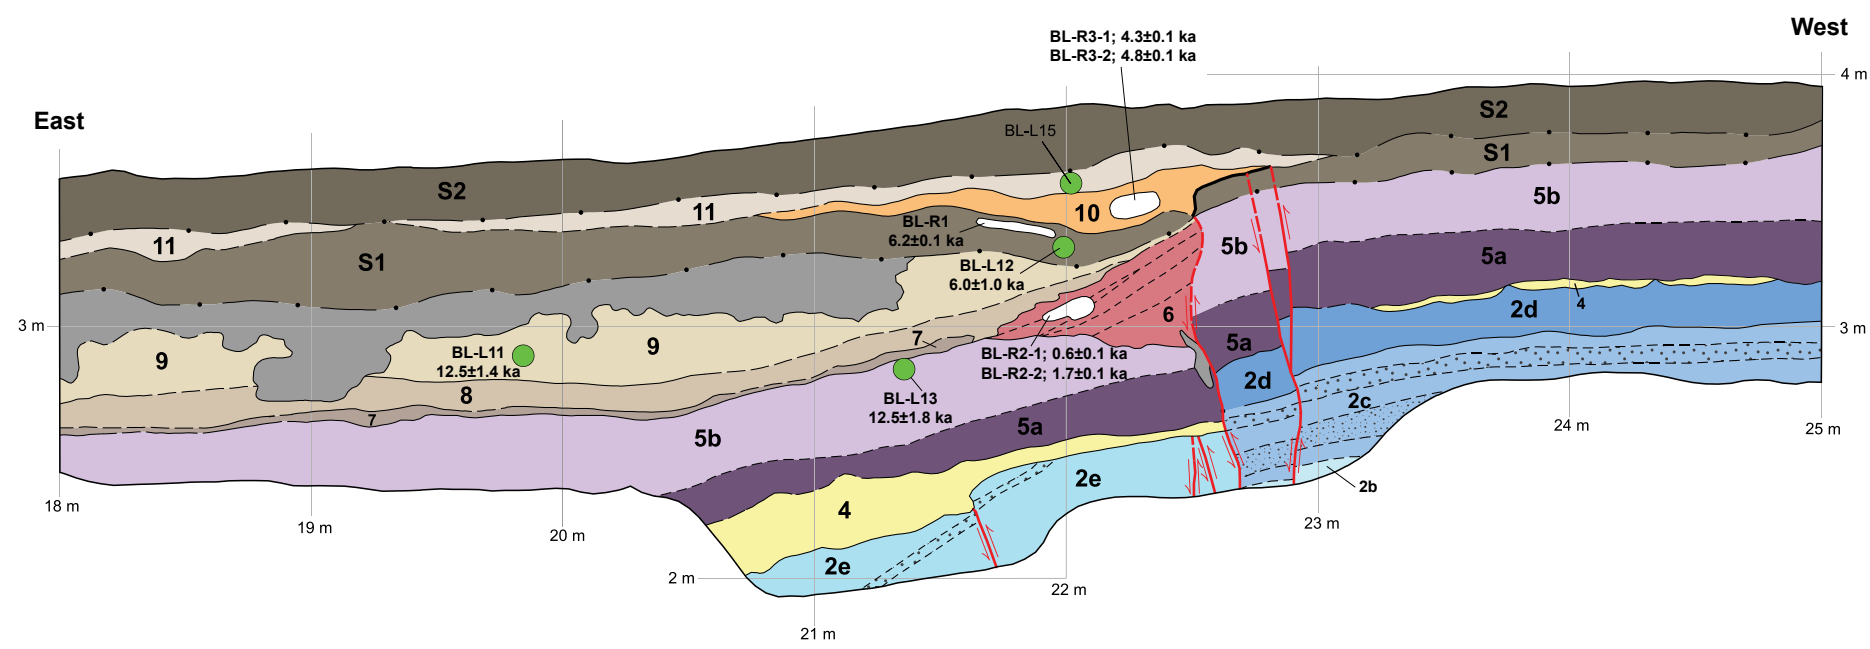 West
BL-R3-1; 4.3±0.1 ka
BL-R3-2; 4.8±0.1 ka
4 m
East
S2
BL-L15
S1
S2
11
10
5b
11
BL-R1
6.2±0.1 ka
5b
S1
5a
BL-L12
6.0±1.0 ka
4
2d
3 m
6
3 m
9
9
7
5a
BL-L11
12.5±1.4 ka
BL-R2-1; 0.6±0.1 ka
BL-R2-2; 1.7±0.1 ka
2d
8
BL-L13
12.5±1.8 ka
2c
7
5b
5a
24 m
25 m
2e
2b
18 m
4
19 m
20 m
23 m
2e
2 m
22 m
21 m